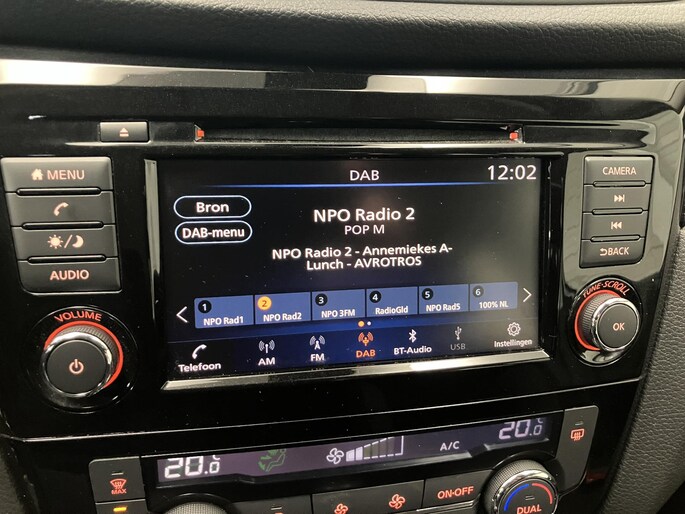 MENU
AUDIO
VOLUME
DAB
12:02
Bron
DAB-menu
NPO Radio 2
POP M
NPO Radio 2 - Annemiekes A-
Lunch - AVROTROS
1 2 3 4 5 6
NPO Rad1 NPO Rad2 NPO 3FM RadioGld NPO Rad5 100% NL
Telefoon AM FM DAB BT-Audio USB Instellingen
CAMERA
BACK
TUNE·SCROLL
OK
20.0
A/C
20.0°C
MAX
ON·OFF
DUAL